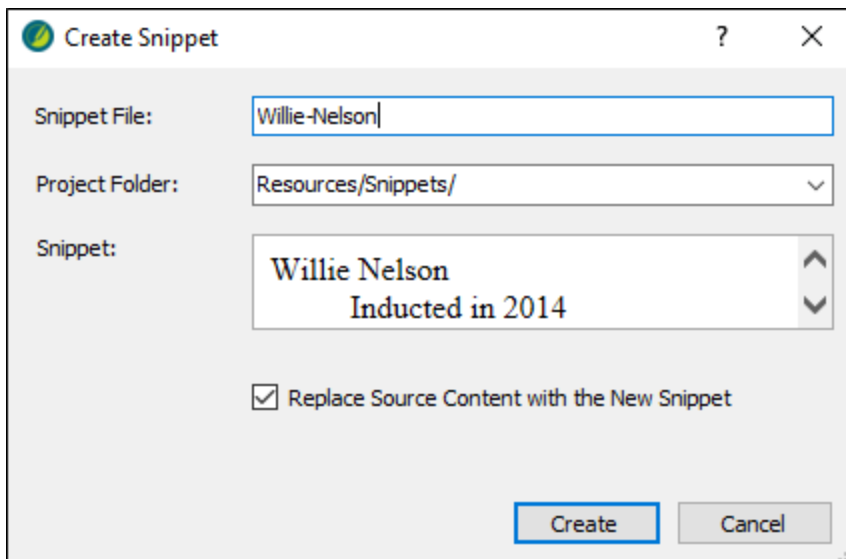 Create Snippet
?
Snippet File: Willie-Nelson
Project Folder: Resources/Snippets/
Snippet: Willie Nelson
Inducted in 2014
Replace Source Content with the New Snippet
Create Cancel